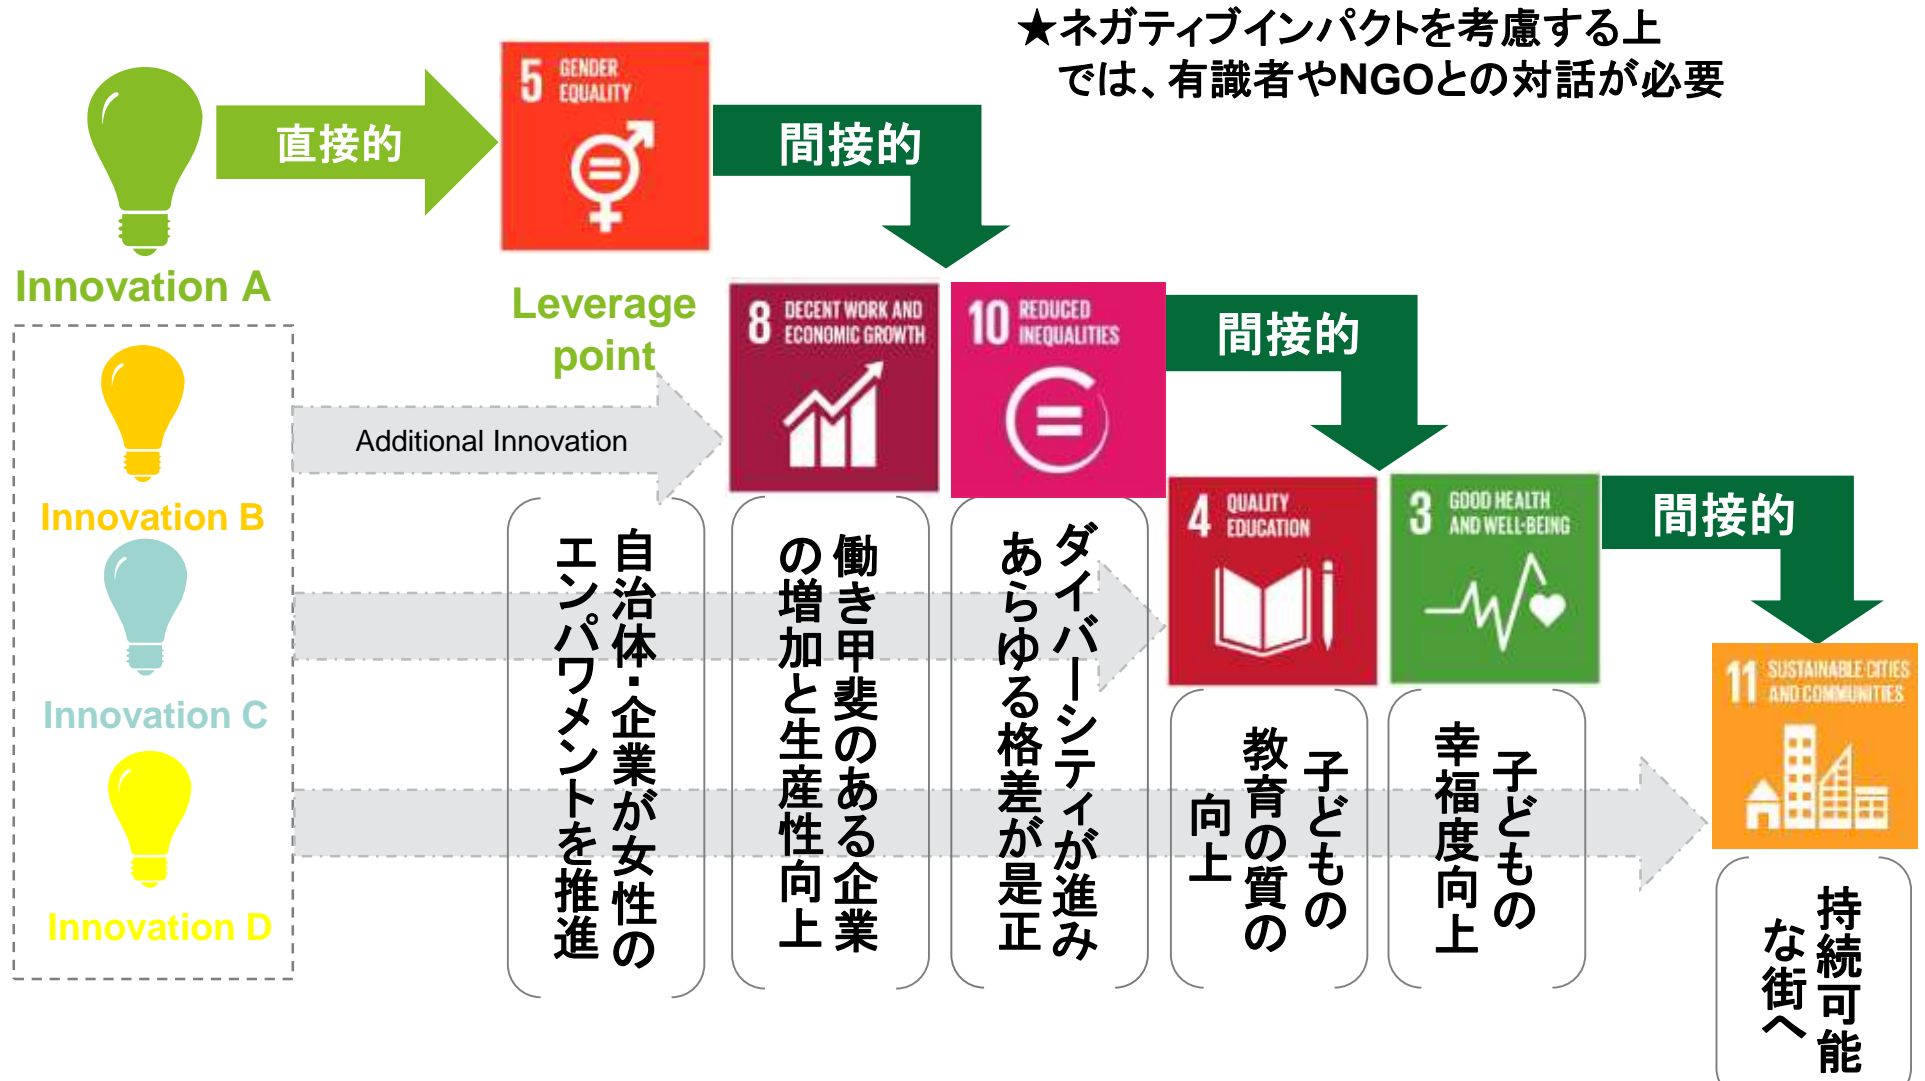 ★ネガティブインパクトを考慮する上
では、有識者やNGOとの対話が必要
直接的
5 GENDER
EQUALITY
間接的
Innovation A
Leverage
point
8 DECENT WORK AND
ECONOMIC GROWTH
10 REDUCED
INEQUALITIES
間接的
Additional Innovation
Innovation B
4 QUALITY
EDUCATION
3 GOOD HEALTH
AND WELL-BEING
間接的
Innovation C
11 SUSTAINABLE CITIES
AND COMMUNITIES
Innovation D
自治体・企業が女性の
エンパワメントを推進
働き甲斐のある企業
の増加と生産性向上
ダイバーシティが進み
あらゆる格差が是正
子どもの
教育の質の
向上
子どもの
幸福度向上
持続可能
な街へ